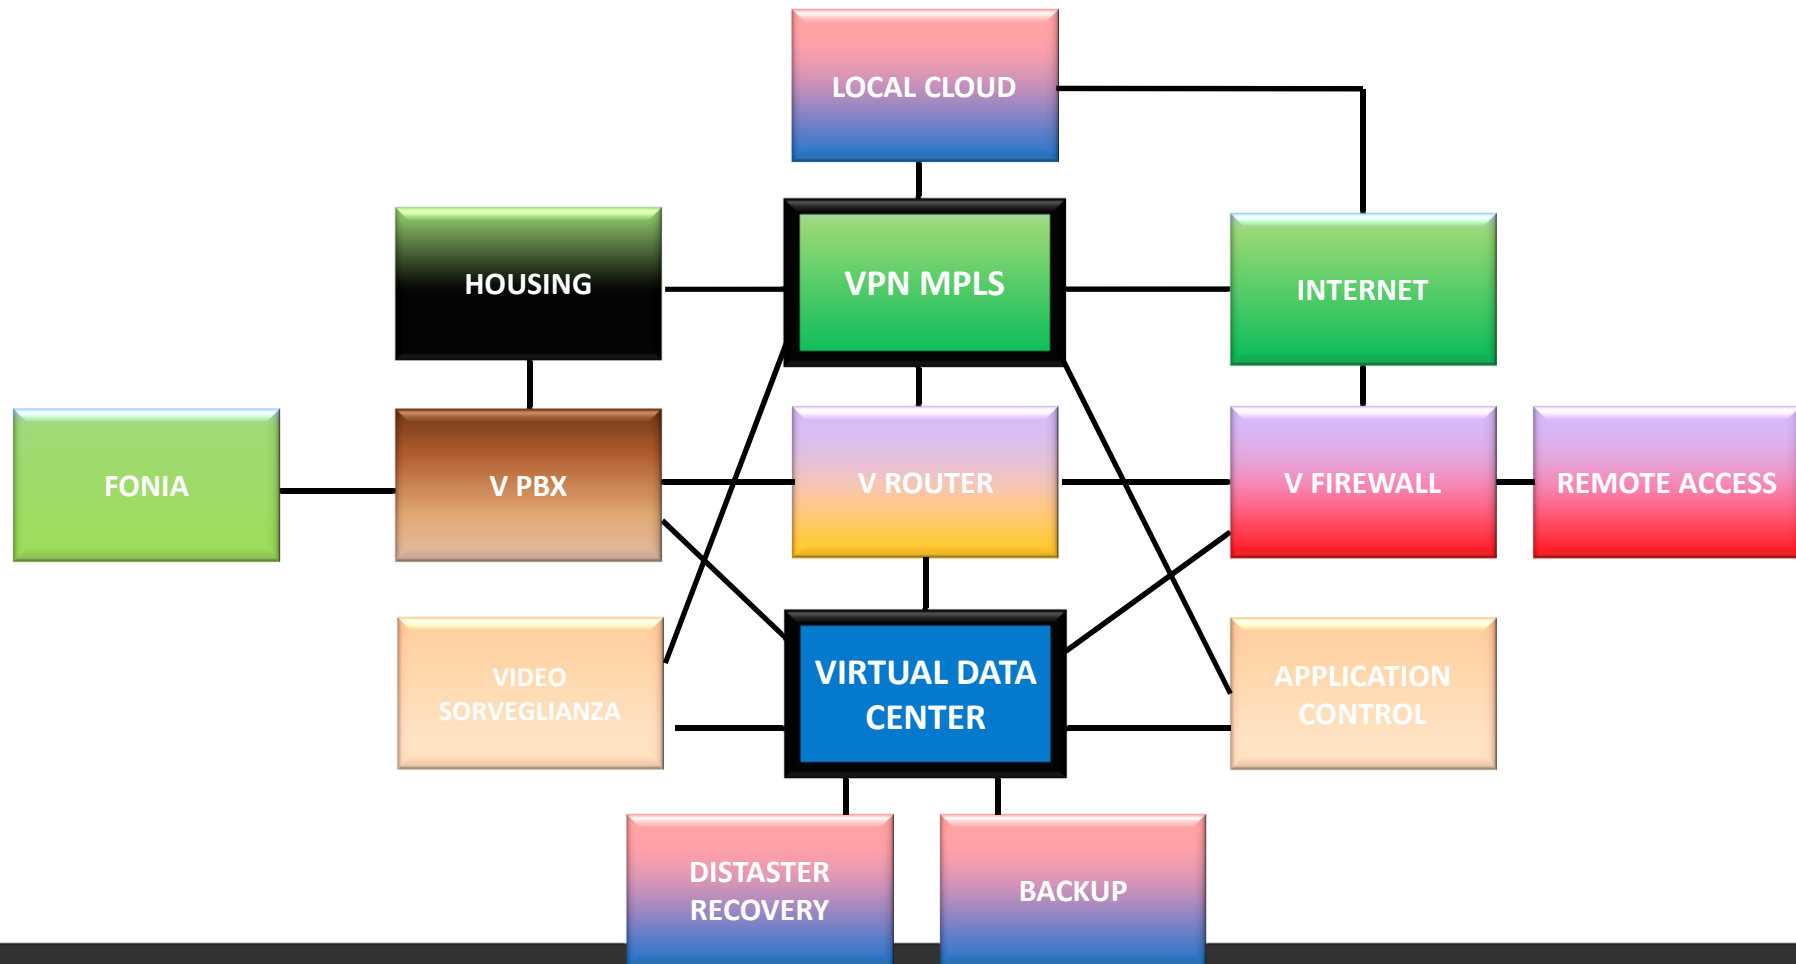 LOCAL CLOUD
HOUSING
VPN MPLS
INTERNET
FONIA
V PBX
V ROUTER
V FIREWALL
REMOTE ACCESS
VIDEO
SORVEGLIANZA
VIRTUAL DATA
CENTER
APPLICATION
CONTROL
DISTASTER
RECOVERY
BACKUP